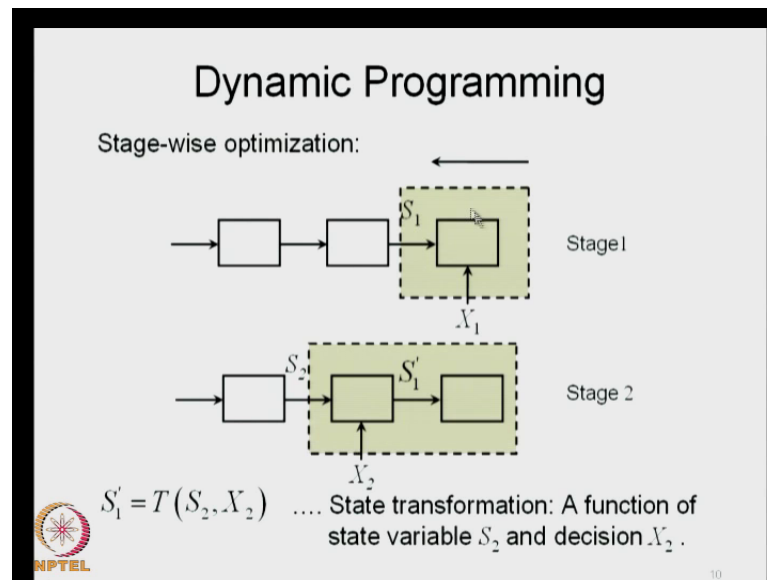 Dynamic Programming
Stage-wise optimization:
S₁
Stage1
X₁
S₂
S₁'
Stage 2
X₂
S₁' = T(S₂, X₂) .... State transformation: A function of
state variable S₂ and decision X₂ .
NPTEL
10